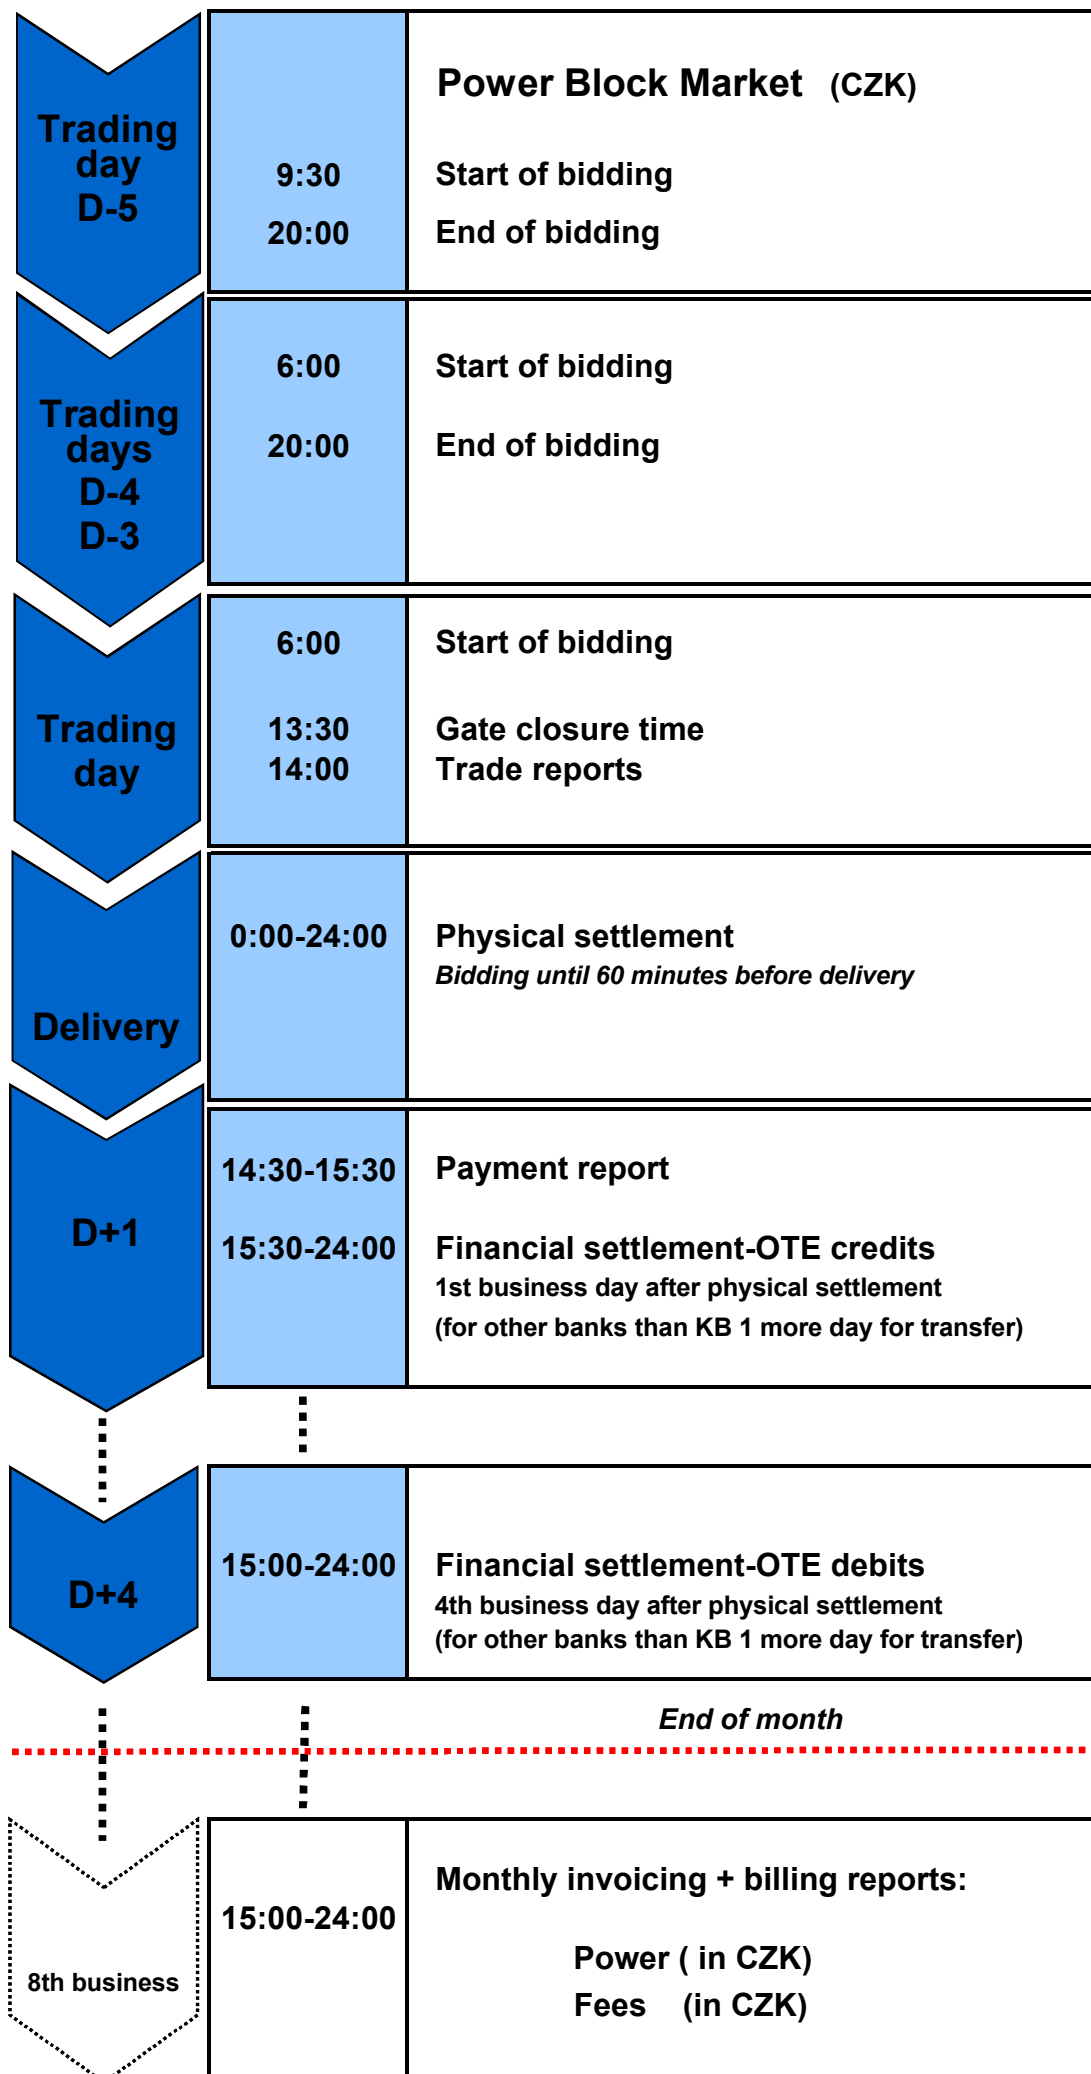 Power Block Market (CZK)
Trading
day
D-5
9:30 Start of bidding
20:00 End of bidding
Trading
days
D-4
D-3
6:00 Start of bidding
20:00 End of bidding
Trading
day
6:00 Start of bidding
13:30 Gate closure time
14:00 Trade reports
Delivery
0:00-24:00 Physical settlement
Bidding until 60 minutes before delivery
D+1
14:30-15:30 Payment report
15:30-24:00 Financial settlement-OTE credits
1st business day after physical settlement
(for other banks than KB 1 more day for transfer)
D+4
15:00-24:00 Financial settlement-OTE debits
4th business day after physical settlement
(for other banks than KB 1 more day for transfer)
End of month
8th business
15:00-24:00
Monthly invoicing + billing reports:
Power ( in CZK)
Fees (in CZK)